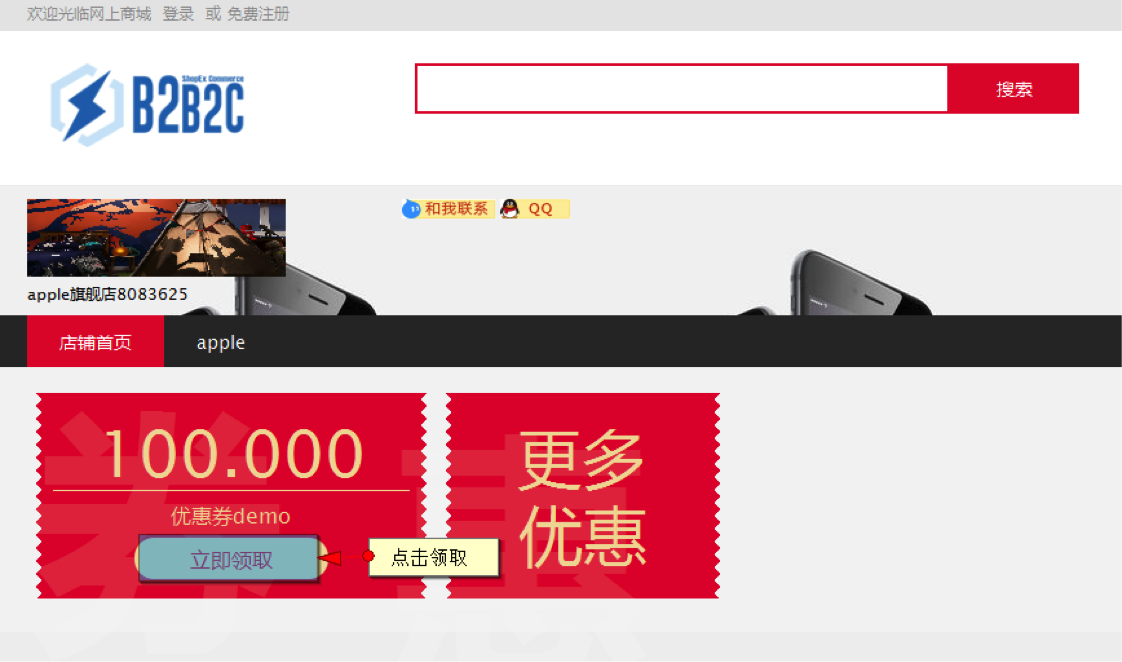 欢迎光临网上商城 登录 或 免费注册
ShopEx Commerce
B2B2C
搜索
和我联系 QQ
apple旗舰店8083625
店铺首页 apple
券
100.000
优惠券demo
立即领取
点击领取
惠
更多
优惠